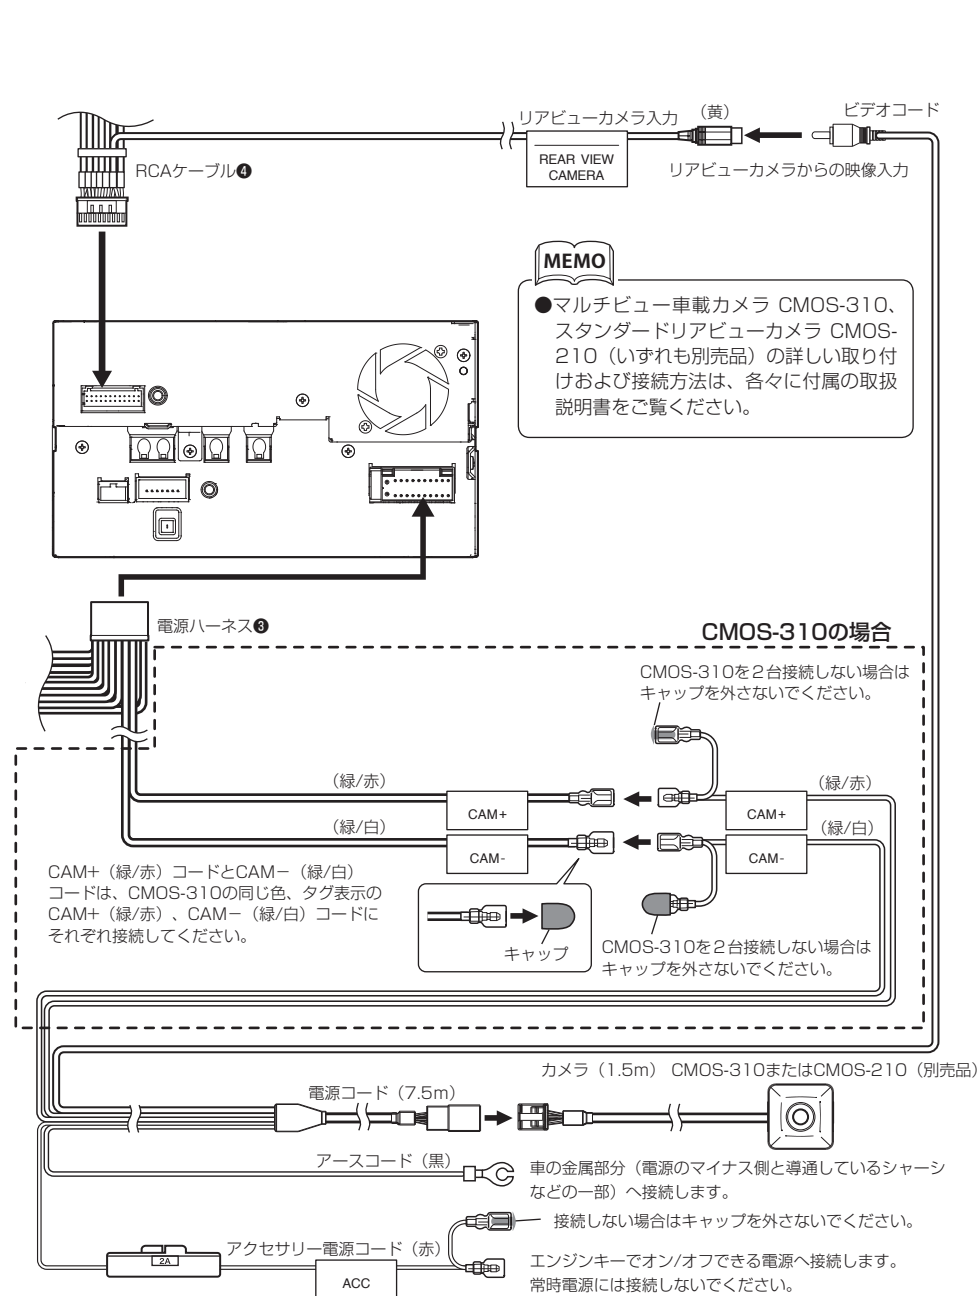 リアビューカメラ入力
（黄）
ビデオコード
RCAケーブル❹
REAR VIEW
CAMERA
リアビューカメラからの映像入力
MEMO
●マルチビュー車載カメラ CMOS-310、
スタンダードリアビューカメラ CMOS-
210（いずれも別売品）の詳しい取り付
けおよび接続方法は、各々に付属の取扱
説明書をご覧ください。
電源ハーネス❸
CMOS-310の場合
CMOS-310を2台接続しない場合は
キャップを外さないでください。
（緑/赤）
（緑/赤）
CAM+
CAM+
（緑/白）
（緑/白）
CAM-
CAM-
CAM+（緑/赤）コードとCAM−（緑/白）
コードは、CMOS-310の同じ色、タグ表示の
CAM+（緑/赤）、CAM−（緑/白）コードに
それぞれ接続してください。
キャップ
CMOS-310を2台接続しない場合は
キャップを外さないでください。
カメラ（1.5m） CMOS-310またはCMOS-210（別売品）
電源コード（7.5m）
アースコード（黒）
車の金属部分（電源のマイナス側と導通しているシャーシ
などの一部）へ接続します。
接続しない場合はキャップを外さないでください。
アクセサリー電源コード（赤）
2A
ACC
エンジンキーでオン/オフできる電源へ接続します。
常時電源には接続しないでください。